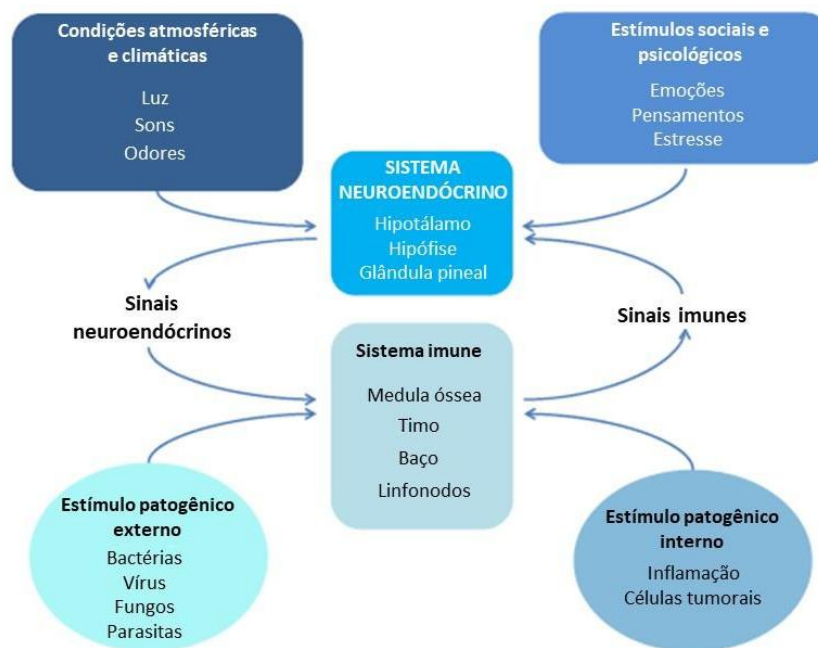 Condições atmosféricas
e climáticas
Luz
Sons
Odores
Estímulos sociais e
psicológicos
Emoções
Pensamentos
Estresse
SISTEMA
NEUROENDÓCRINO
Hipotálamo
Hipófise
Glândula pineal
Sinais
neuroendócrinos
Sinais imunes
Sistema imune
Medula óssea
Timo
Baço
Linfonodos
Estímulo patogênico
externo
Bactérias
Vírus
Fungos
Parasitas
Estímulo patogênico
interno
Inflamação
Células tumorais